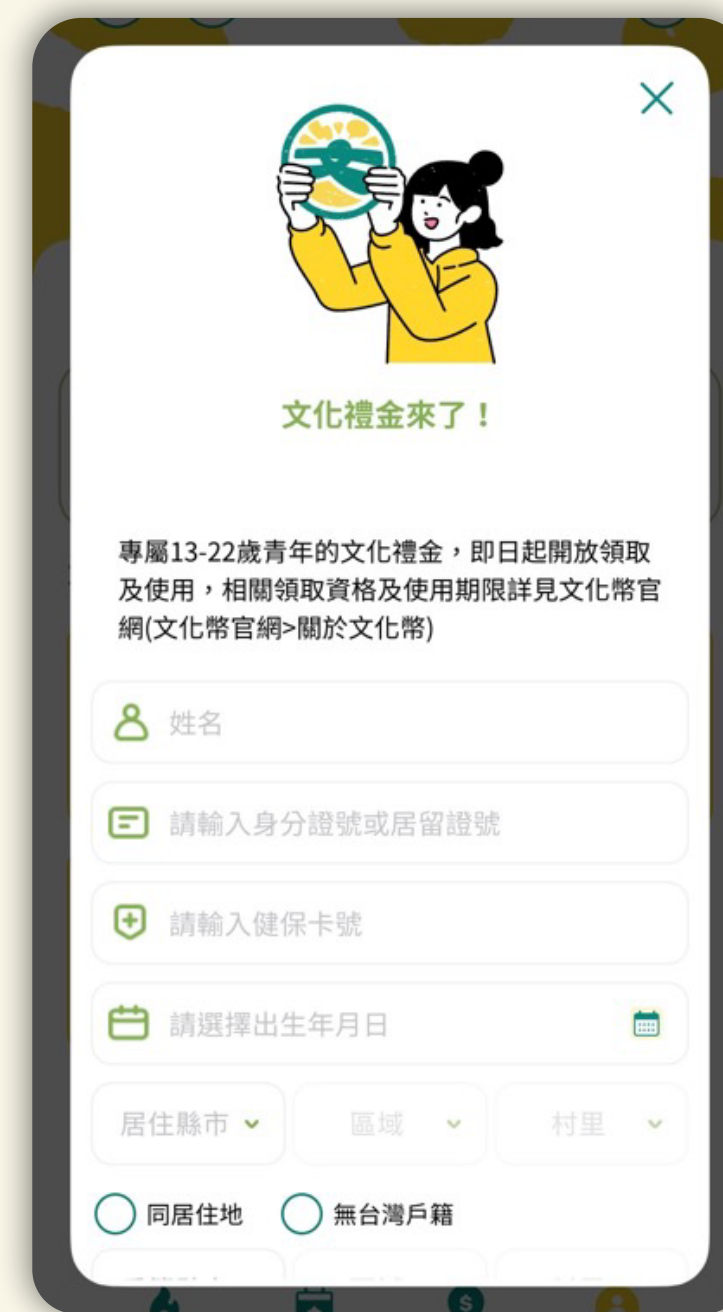 文
文化禮金來了！
專屬13-22歲青年的文化禮金，即日起開放領取
及使用，相關領取資格及使用期限詳見文化幣官
網(文化幣官網>關於文化幣)
姓名
請輸入身分證號或居留證號
請輸入健保卡號
請選擇出生年月日
居住縣市 區域 村里
同居住地 無台灣戶籍